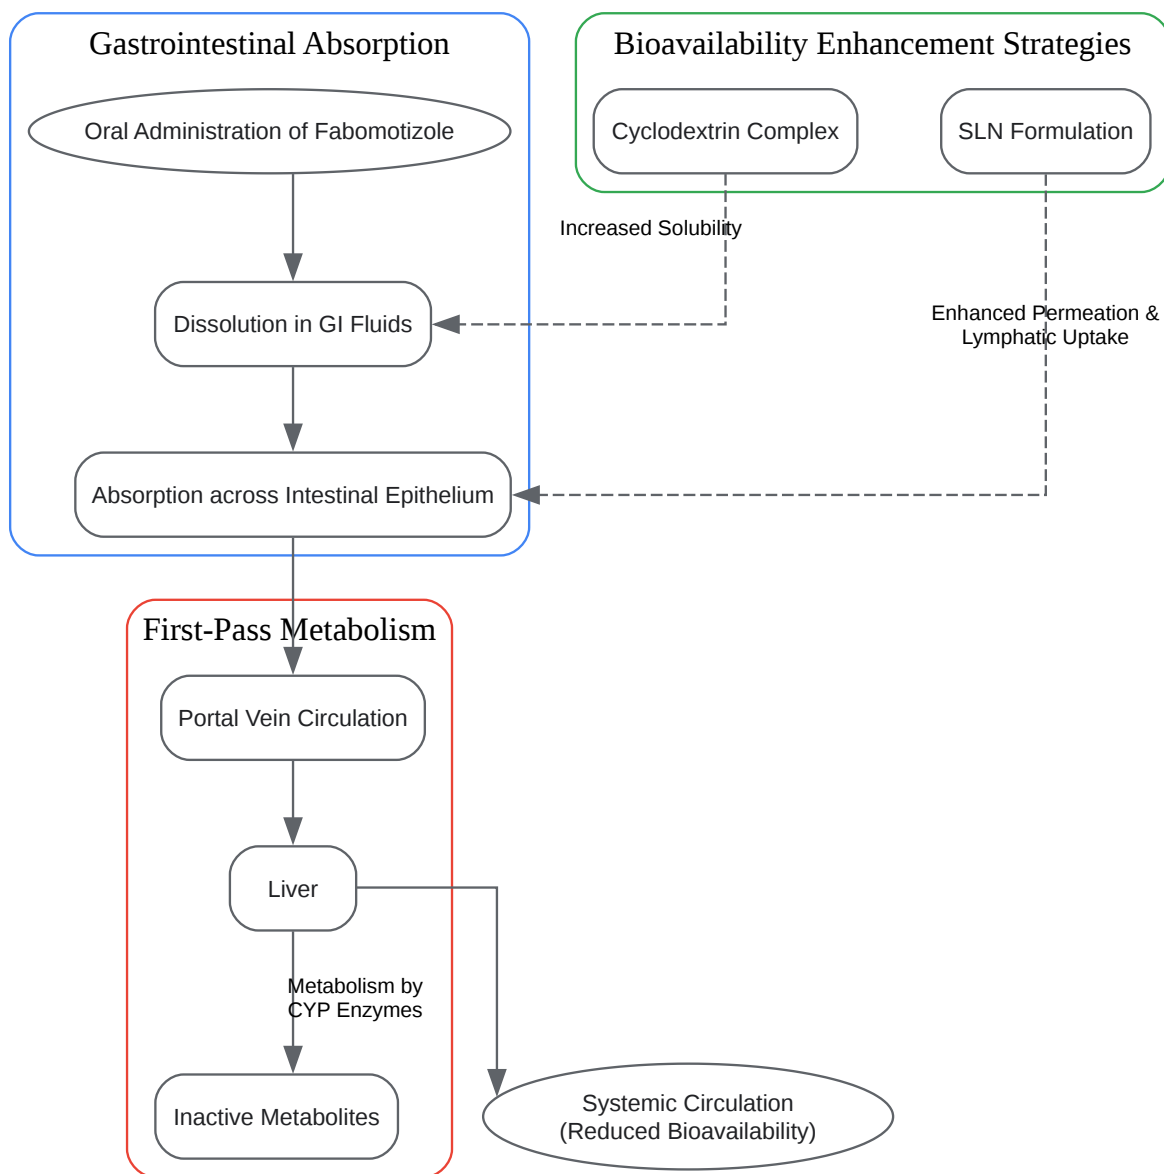 Gastrointestinal Absorption
Bioavailability Enhancement Strategies
Oral Administration of Fabomotizole
Cyclodextrin Complex
SLN Formulation
Increased Solubility
Dissolution in GI Fluids
Enhanced Permeation &
Lymphatic Uptake
Absorption across Intestinal Epithelium
First-Pass Metabolism
Portal Vein Circulation
Liver
Metabolism by
CYP Enzymes
Inactive Metabolites
Systemic Circulation
(Reduced Bioavailability)